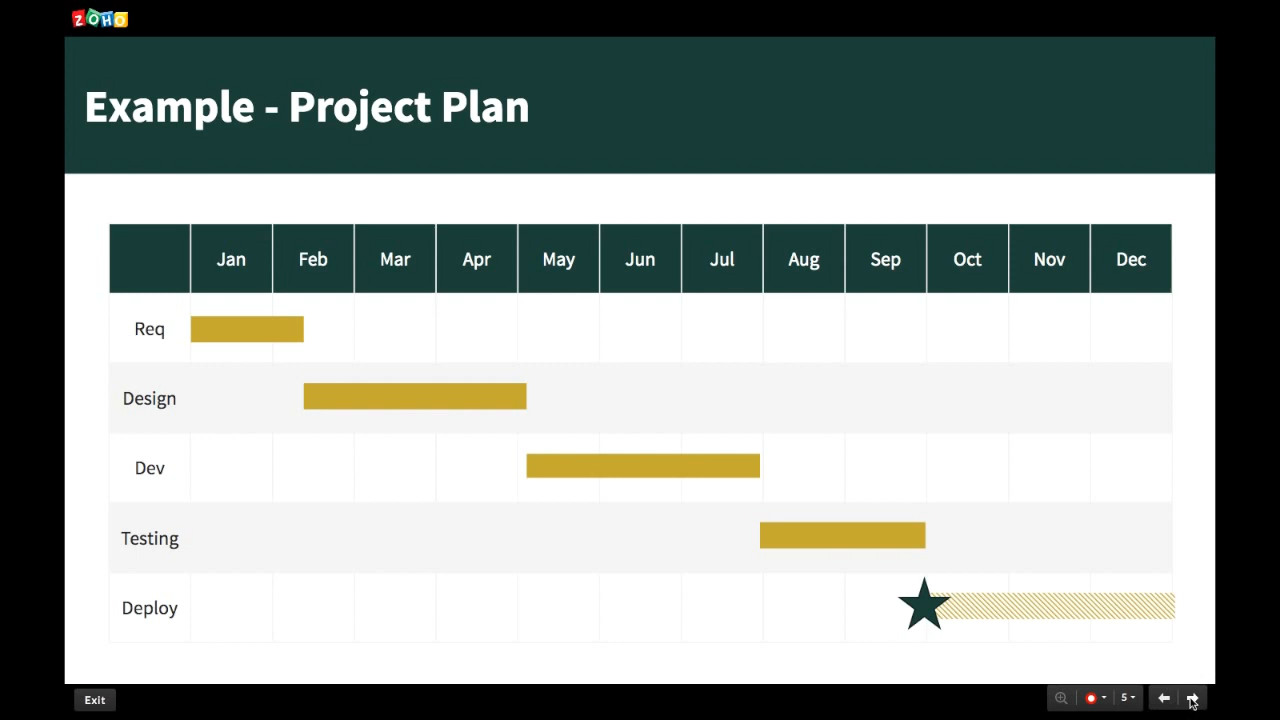 ZOHO
Example - Project Plan
Jan Feb Mar Apr May Jun Jul Aug Sep Oct Nov Dec
Req
Design
Dev
Testing
Deploy
Exit
5